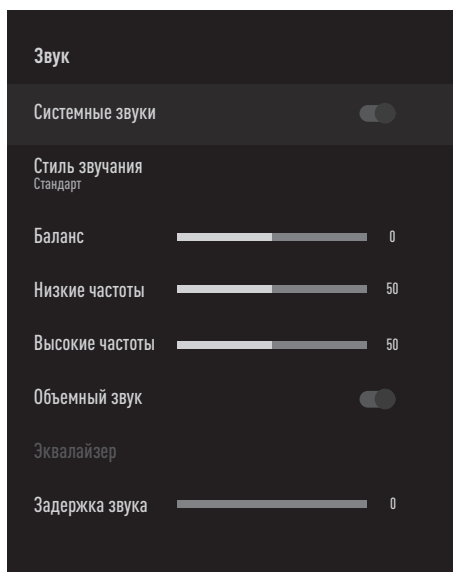 Звук
Системные звуки
Стиль звучания
Стандарт
Баланс 0
Низкие частоты 50
Высокие частоты 50
Объемный звук
Эквалайзер
Задержка звука 0